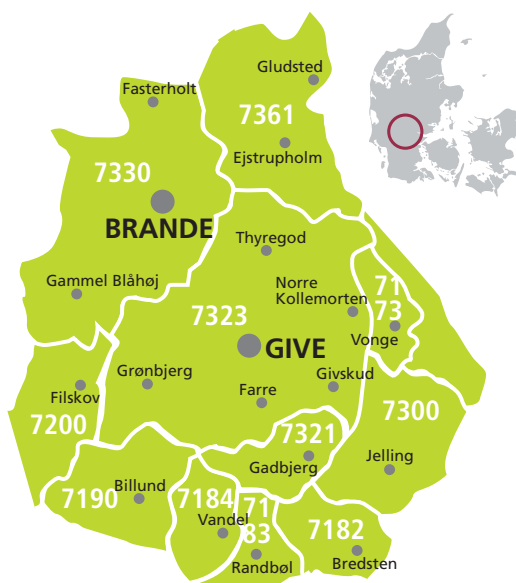 Gludsted
Fasterholt
7361
Ejstrupholm
7330
BRANDE
Thyregod
Gammel Blåhøj
Norre
Kollemorten
71
73
Vonge
7323
GIVE
Grønbjerg
Givskud
Filskov
Farre
7200
7300
7321
Gadbjerg
Jelling
Billund
7190
7184
Vandel
71
83
Randbøl
7182
Bredsten